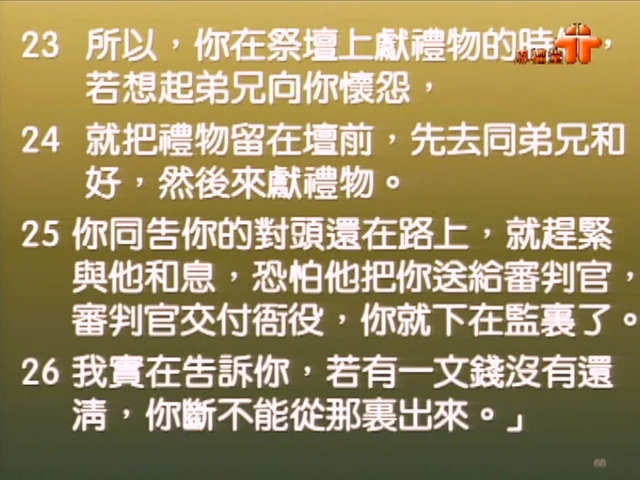 23 所以，你在祭壇上獻禮物的時，
若想起弟兄向你懷怨，
24 就把禮物留在壇前，先去同弟兄和
好，然後來獻禮物。
25 你同告你的對頭還在路上，就趕緊
與他和息，恐怕他把你送給審判官，
審判官交付衙役，你就下在監裏了。
26 我實在告訴你，若有一文錢沒有還
清，你斷不能從那裏出來。」
68